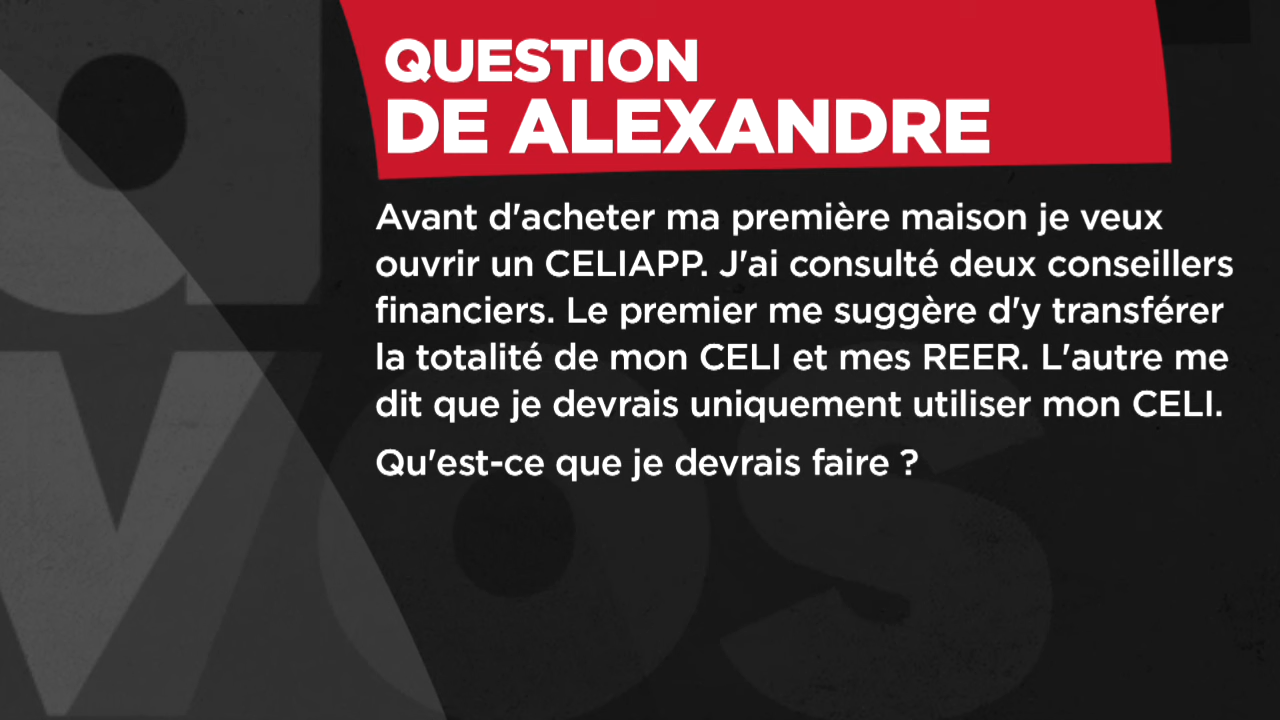 QUESTION
DE ALEXANDRE
Avant d'acheter ma première maison je veux
ouvrir un CELIAPP. J'ai consulté deux conseillers
financiers. Le premier me suggère d'y transférer
la totalité de mon CELI et mes REER. L'autre me
dit que je devrais uniquement utiliser mon CELI.
Qu'est-ce que je devrais faire ?